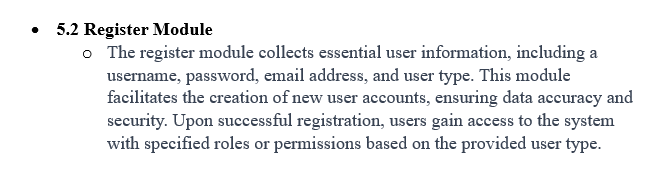 • 5.2 Register Module
o The register module collects essential user information, including a
username, password, email address, and user type. This module
facilitates the creation of new user accounts, ensuring data accuracy and
security. Upon successful registration, users gain access to the system
with specified roles or permissions based on the provided user type.